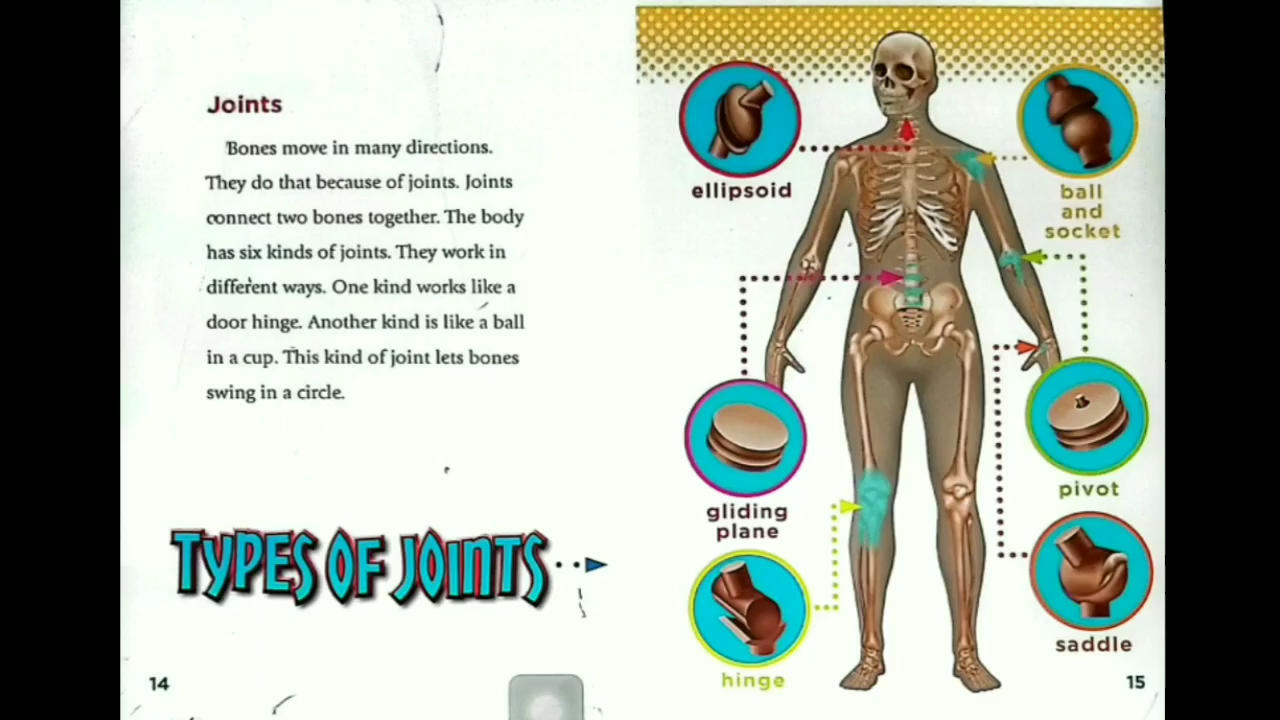 Joints
Bones move in many directions.
They do that because of joints. Joints
connect two bones together. The body
has six kinds of joints. They work in
different ways. One kind works like a
door hinge. Another kind is like a ball
in a cup. This kind of joint lets bones
swing in a circle.
TYPES OF JOINTS
14
ellipsoid
ball
and
socket
gliding
plane
pivot
hinge
saddle
15